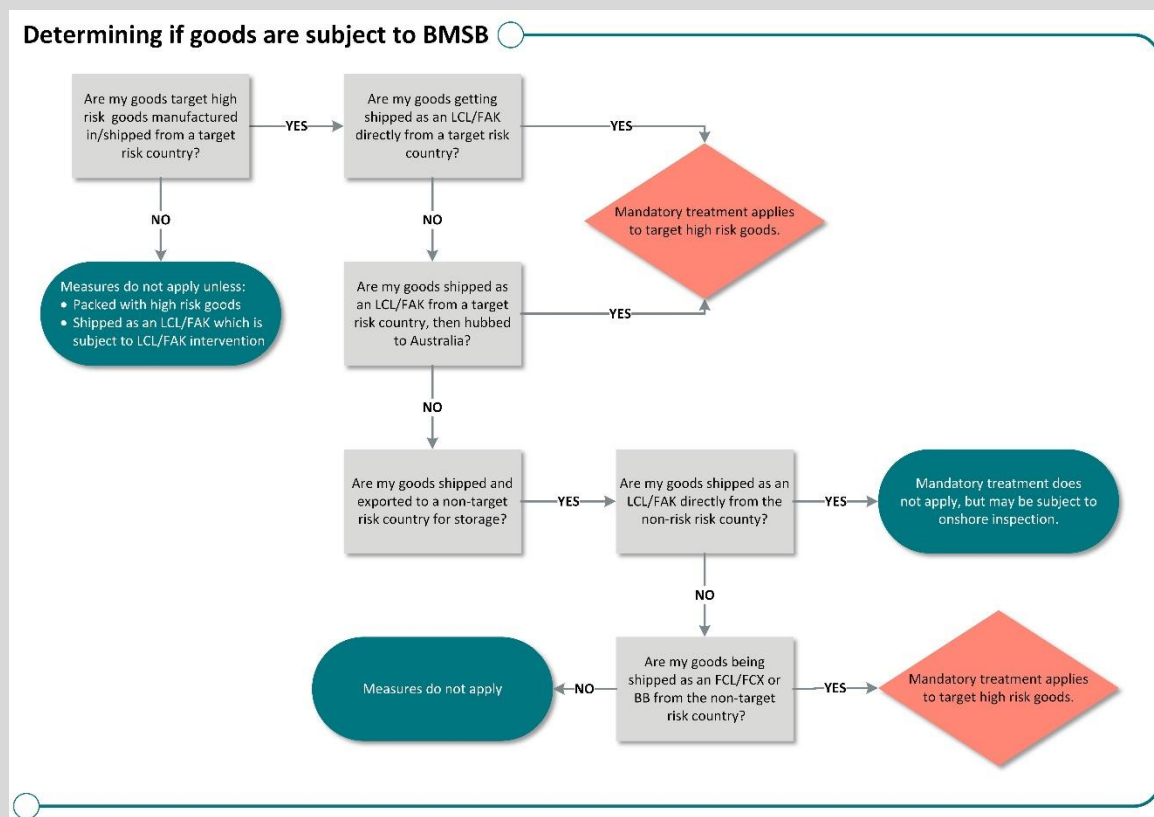 Determining if goods are subject to BMSB
Are my goods target high
risk goods manufactured
in/shipped from a target
risk country?
YES
Are my goods getting
shipped as an LCL/FAK
directly from a target risk
country?
YES
Mandatory treatment applies
to target high risk goods.
NO
NO
Measures do not apply unless:
• Packed with high risk goods
• Shipped as an LCL/FAK which is
subject to LCL/FAK intervention
Are my goods shipped as
an LCL/FAK from a target
risk country, then hubbed
to Australia?
YES
NO
Are my goods shipped and
exported to a non-target
risk country for storage?
YES
Are my goods shipped as an
LCL/FAK directly from the
non-risk risk county?
YES
Mandatory treatment does
not apply, but may be subject to
onshore inspection.
NO
Measures do not apply
NO
Are my goods being
shipped as an FCL/FCX or
BB from the non-target
risk country?
YES
Mandatory treatment applies
to target high risk goods.